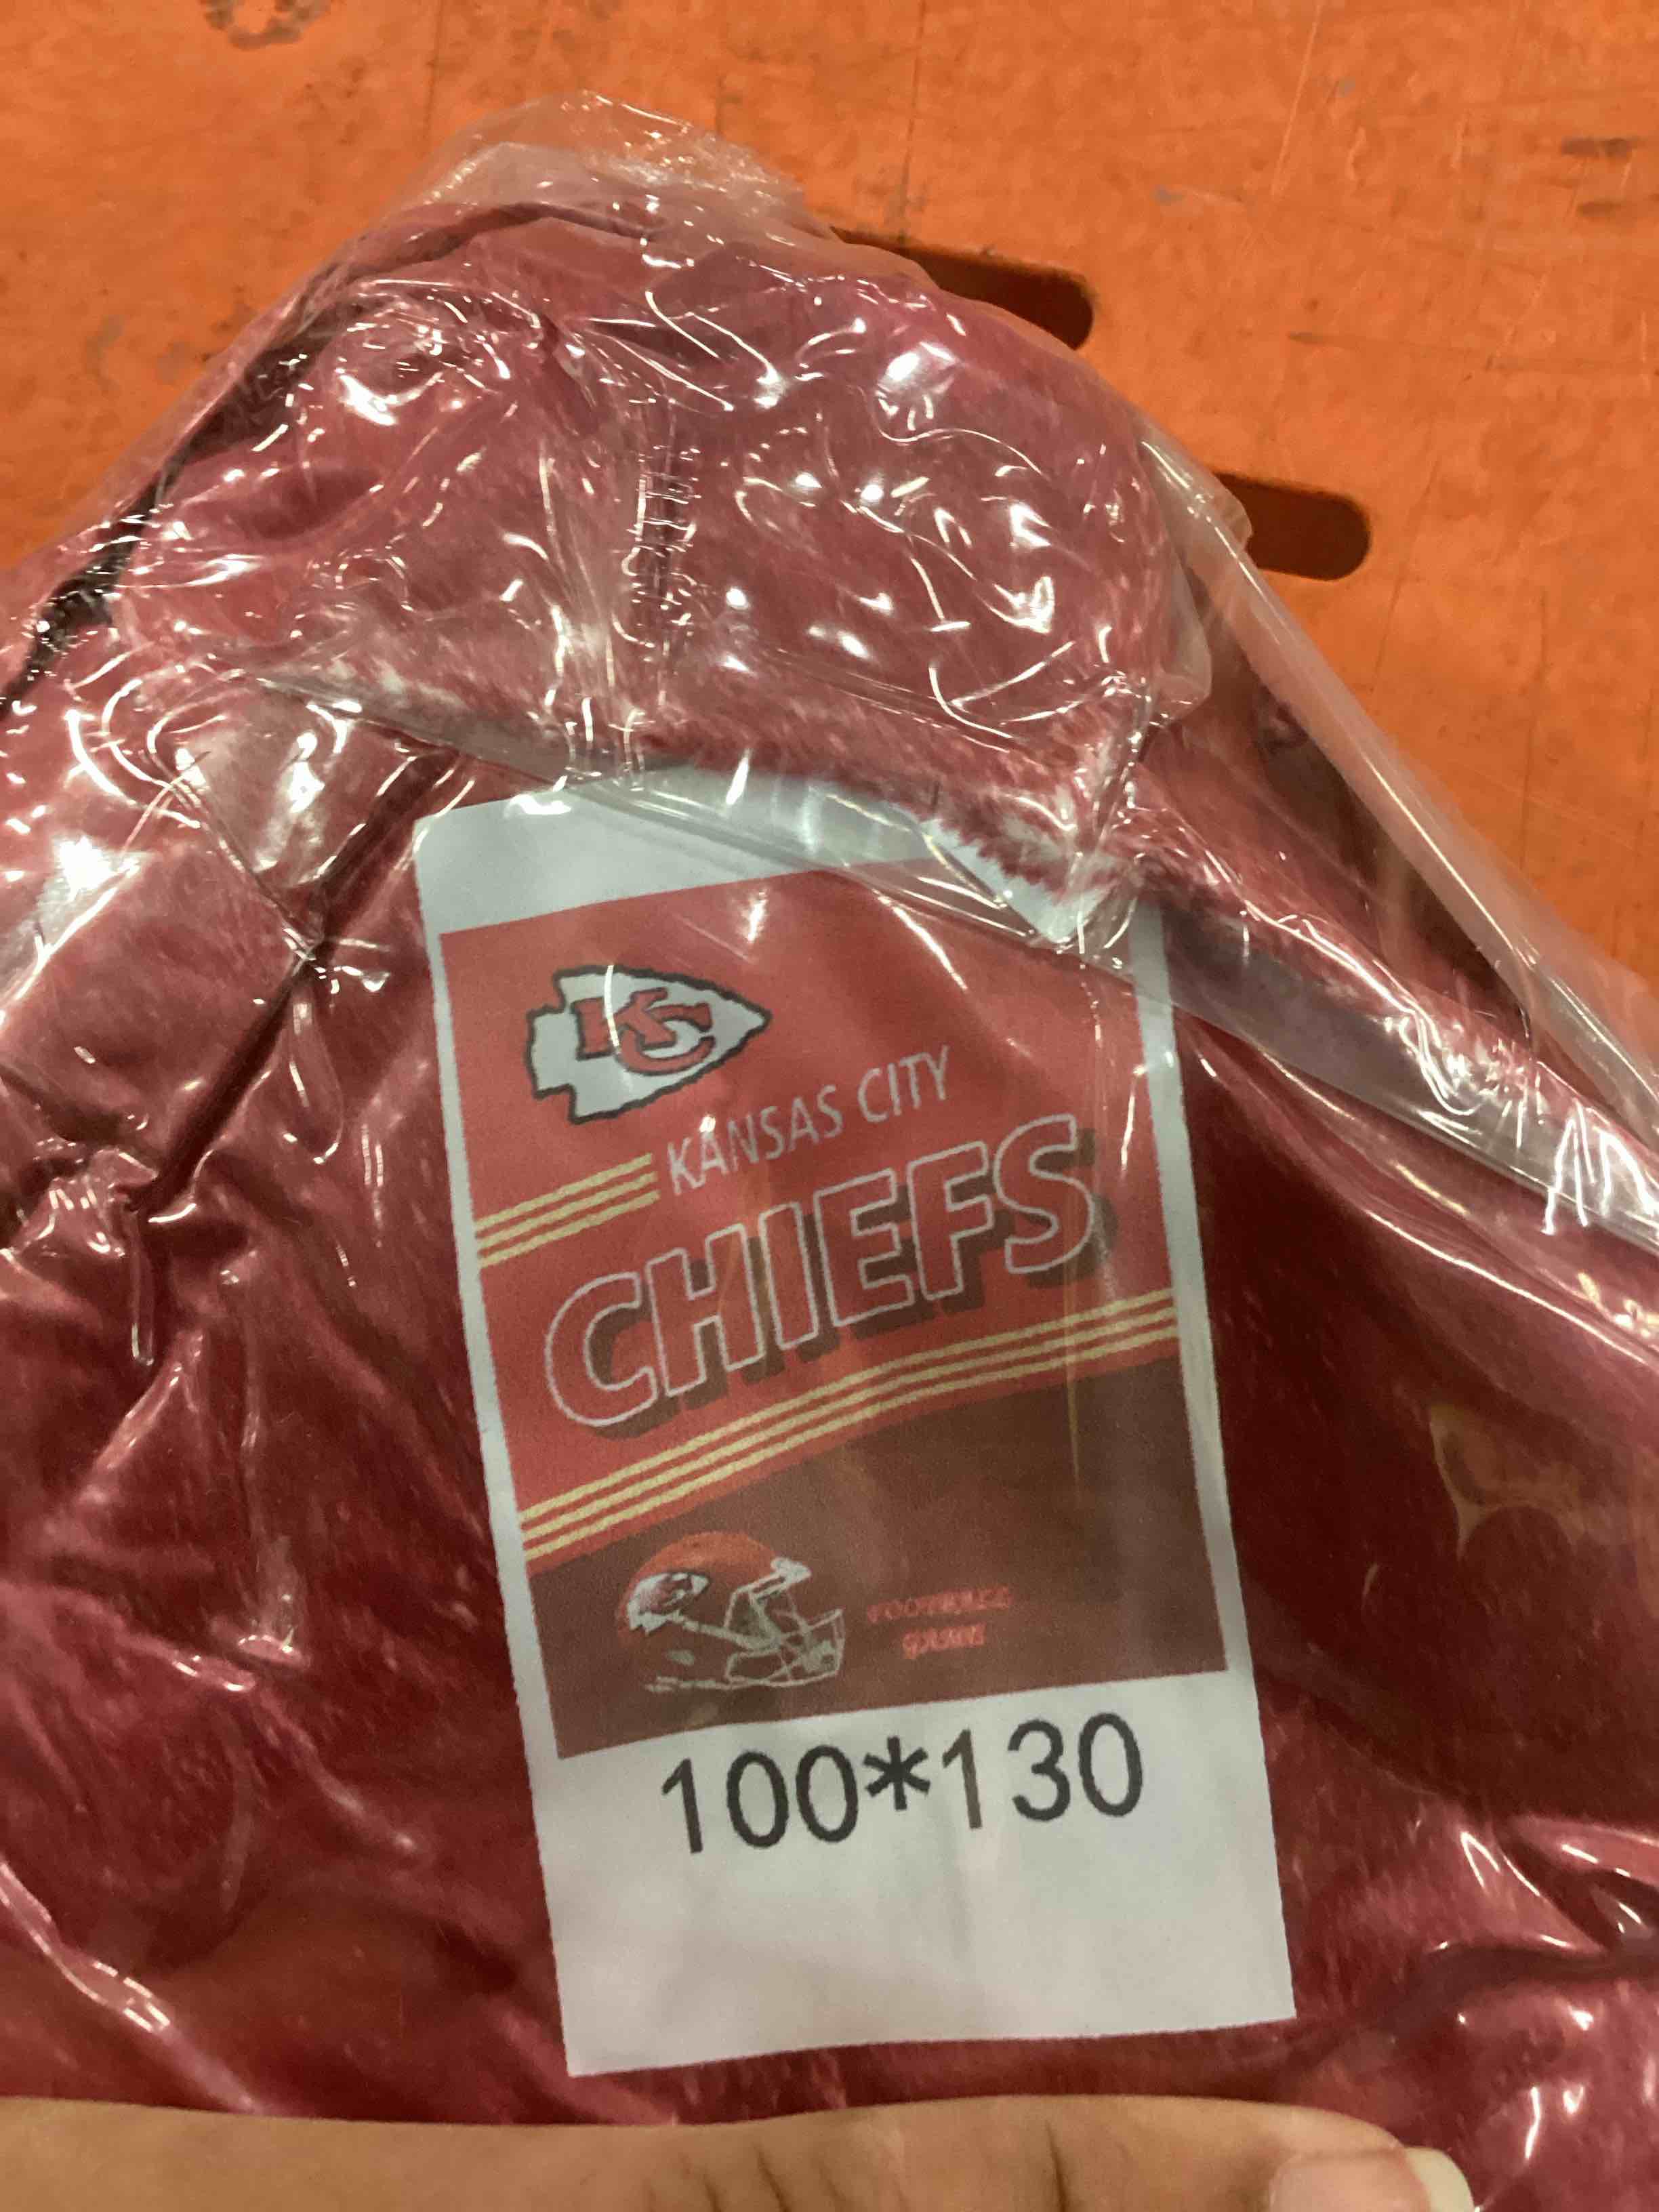 KC
KANSAS CITY
CHIEFS
100*130